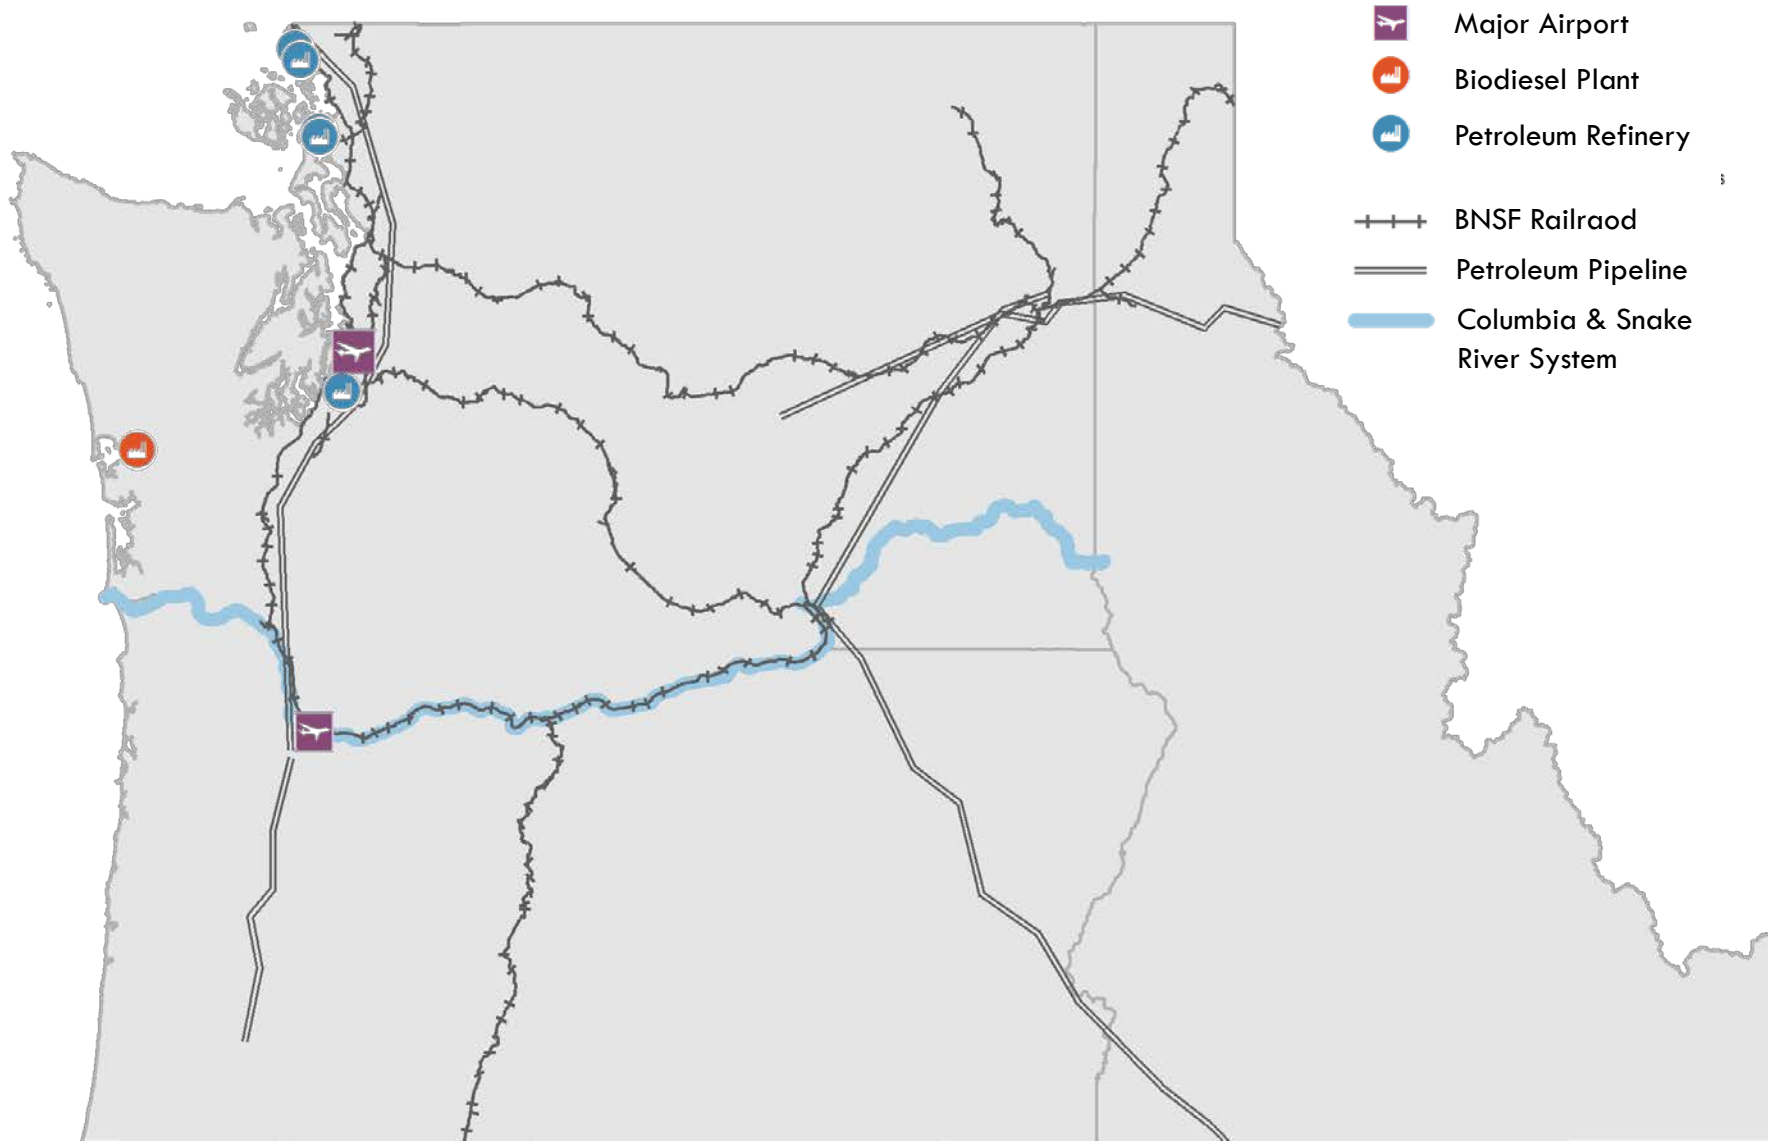 Major Airport
Biodiesel Plant
Petroleum Refinery
s
BNSF Railraod
Petroleum Pipeline
Columbia & Snake
River System